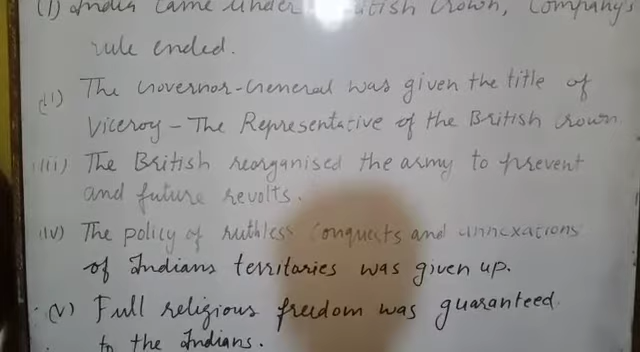 (i) India came under British Crown, Company's
rule ended.
(ii) The Governor-General was given the title of
Viceroy - The Representative of the British crown
(iii) The British reorganised the army to prevent
and future revolts.
(iv) The policy of ruthless conquests and annexations
of Indians territaries was given up.
(v) Full religious freedom was guaranteed
to the Indians.